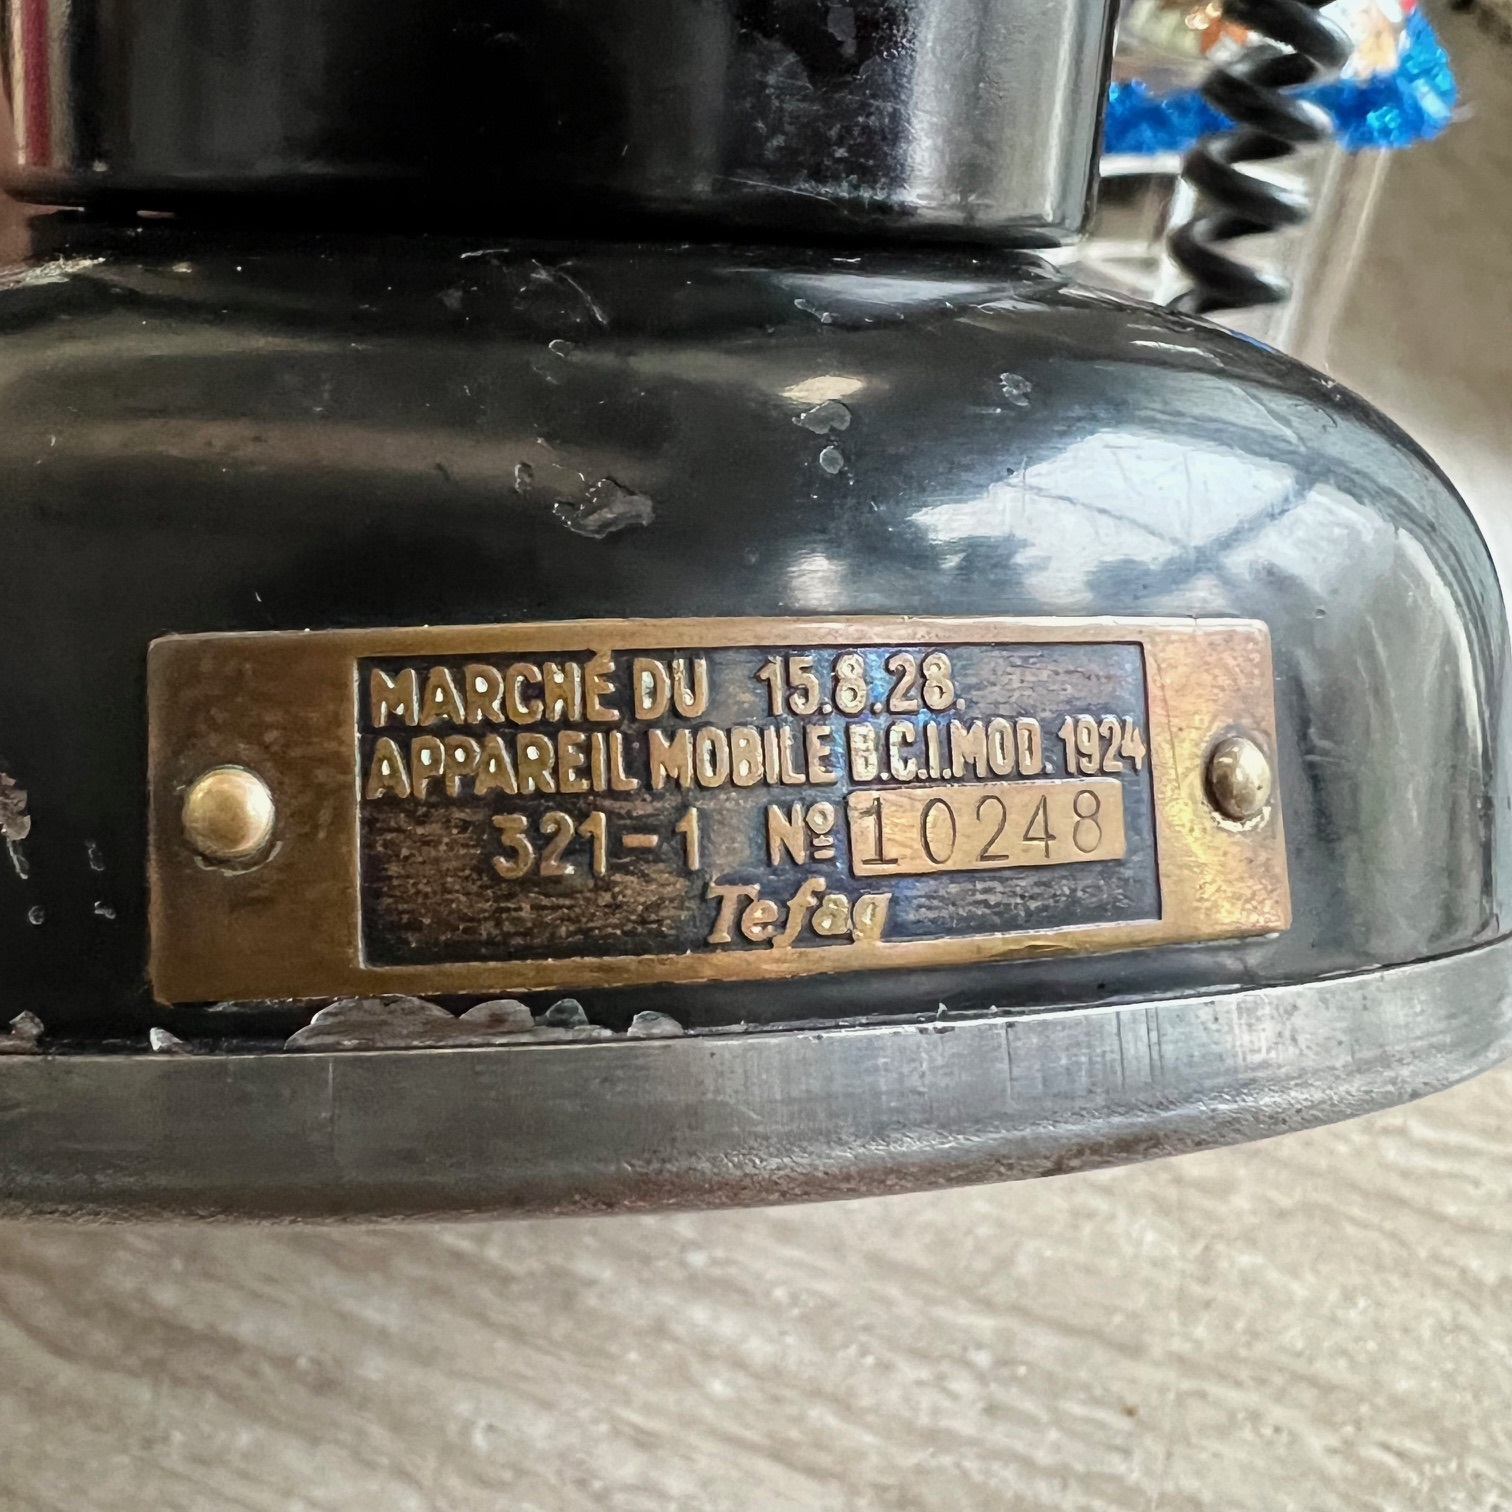 MARCHÉ DU 15.8.28.
APPAREIL MOBILE B.C.I. MOD. 1924
321-1 Nº 10248
Tefag